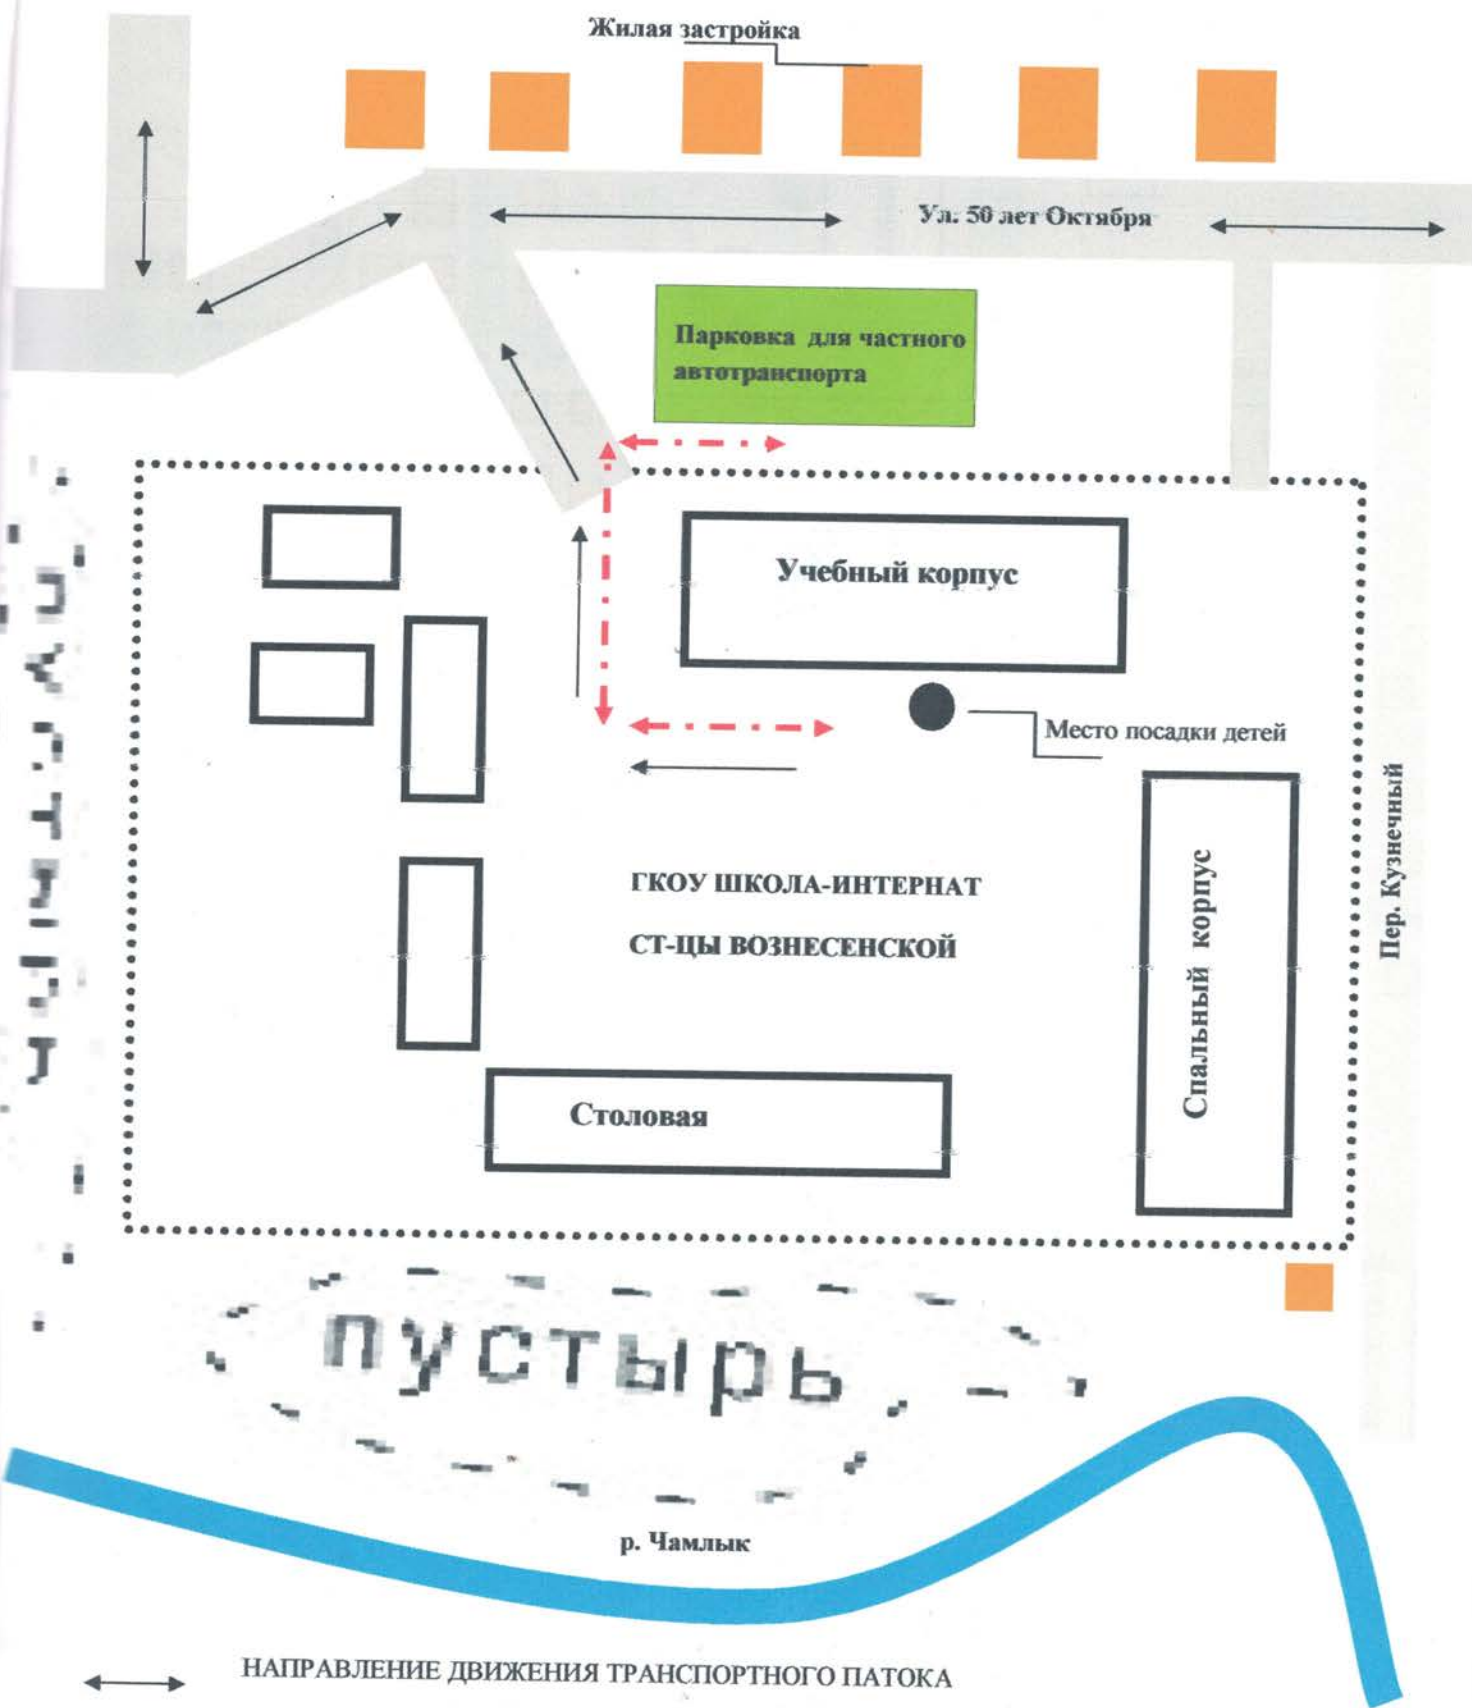 Жилая застройка
Ул. 50 лет Октября
Парковка для частного
автотранспорта
Учебный корпус
Место посадки детей
ПУСТЫРЬ
Пер. Кузнечный
ГКОУ ШКОЛА-ИНТЕРНАТ
СТ-ЦЫ ВОЗНЕСЕНСКОЙ
Спальный корпус
Столовая
пустырь
р. Чамлык
НАПРАВЛЕНИЕ ДВИЖЕНИЯ ТРАНСПОРТНОГО ПАТОКА